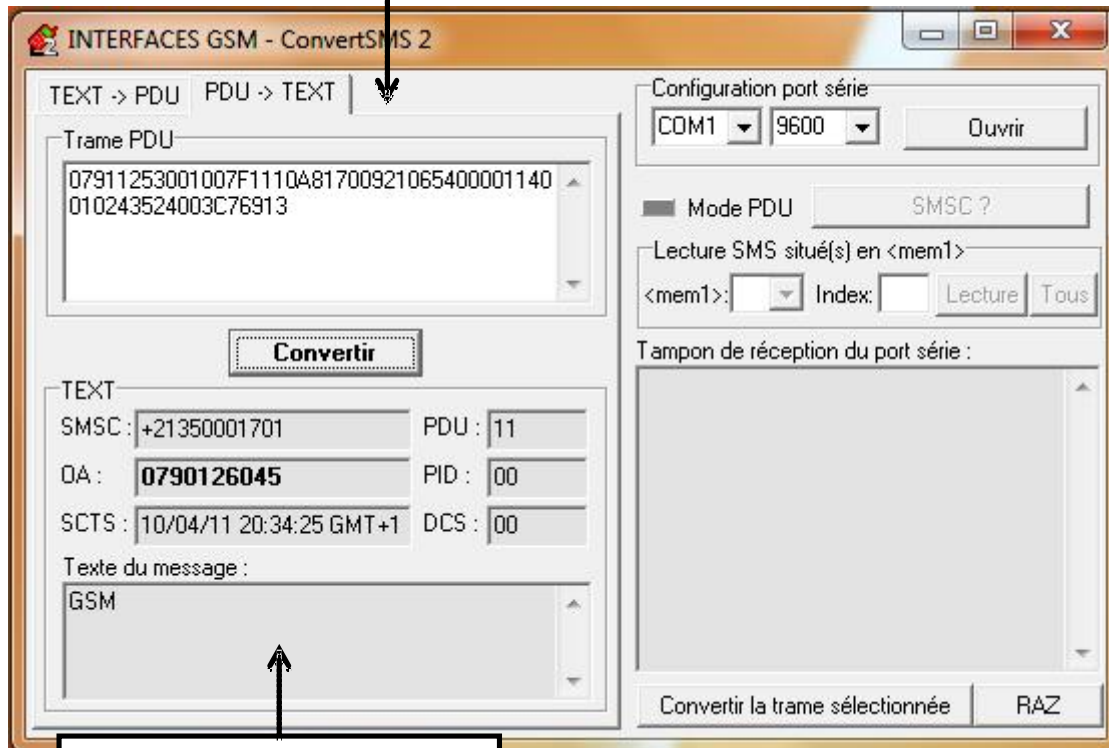 INTERFACES GSM - ConvertSMS 2
TEXT -> PDU PDU -> TEXT
Trame PDU
07911253001007F1110A81700921065400001140
010243524003C76913
Convertir
TEXT
SMSC : +21350001701 PDU : 11
OA : 0790126045 PID : 00
SCTS : 10/04/11 20:34:25 GMT+1 DCS : 00
Texte du message :
GSM
Configuration port série
COM1 9600 Ouvrir
Mode PDU SMSC ?
Lecture SMS situé(s) en <mem1>
<mem1>: Index: Lecture Tous
Tampon de réception du port série :
Convertir la trame sélectionnée RAZ